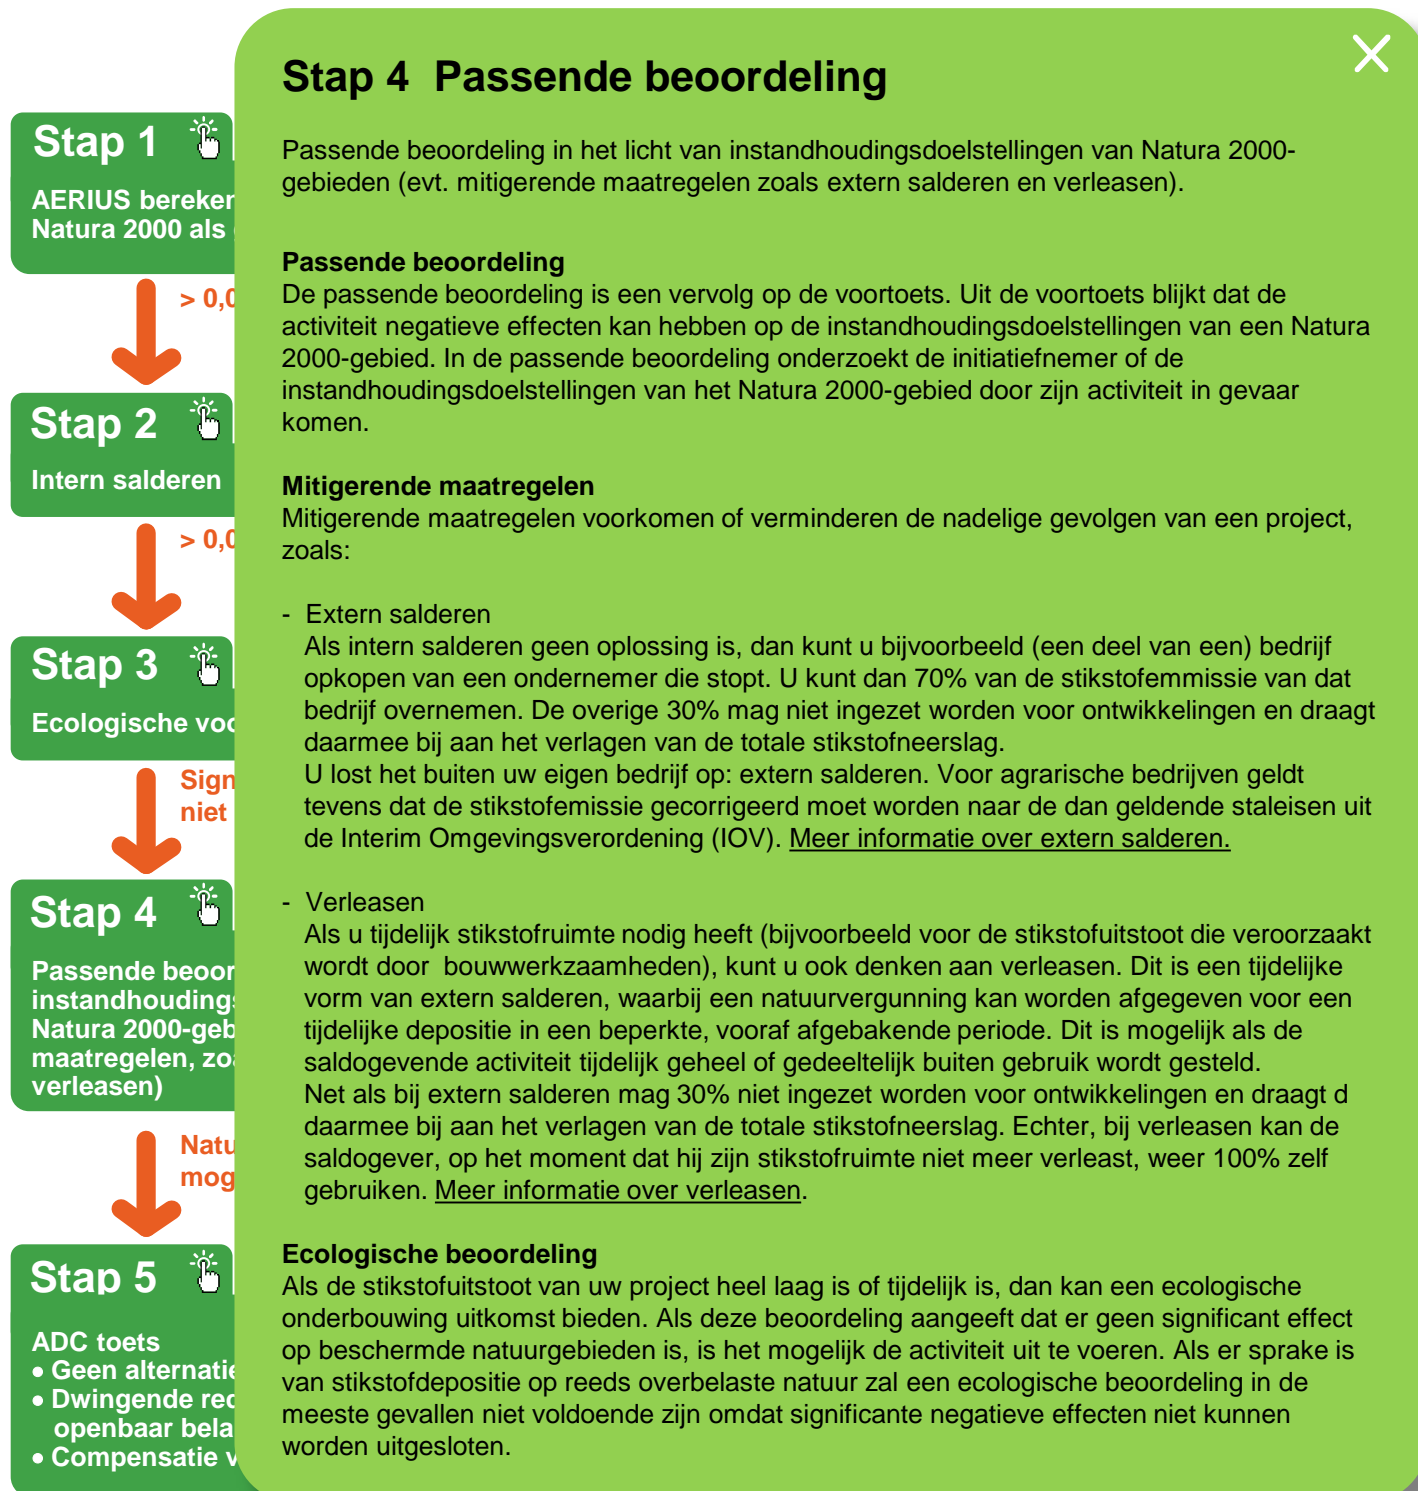 Stap 4 Passende beoordeling
Passende beoordeling in het licht van instandhoudingsdoelstellingen van Natura 2000-
gebieden (evt. mitigerende maatregelen zoals extern salderen en verleasen).
Passende beoordeling
De passende beoordeling is een vervolg op de voortoets. Uit de voortoets blijkt dat de
activiteit negatieve effecten kan hebben op de instandhoudingsdoelstellingen van een Natura
2000-gebied. In de passende beoordeling onderzoekt de initiatiefnemer of de
instandhoudingsdoelstellingen van het Natura 2000-gebied door zijn activiteit in gevaar
komen.
Mitigerende maatregelen
Mitigerende maatregelen voorkomen of verminderen de nadelige gevolgen van een project,
zoals:
- Extern salderen
Als intern salderen geen oplossing is, dan kunt u bijvoorbeeld (een deel van een) bedrijf
opkopen van een ondernemer die stopt. U kunt dan 70% van de stikstofemmissie van dat
bedrijf overnemen. De overige 30% mag niet ingezet worden voor ontwikkelingen en draagt
daarmee bij aan het verlagen van de totale stikstofneerslag.
U lost het buiten uw eigen bedrijf op: extern salderen. Voor agrarische bedrijven geldt
tevens dat de stikstofemissie gecorrigeerd moet worden naar de dan geldende staleisen uit
de Interim Omgevingsverordening (IOV). Meer informatie over extern salderen.
- Verleasen
Als u tijdelijk stikstofruimte nodig heeft (bijvoorbeeld voor de stikstofuitstoot die veroorzaakt
wordt door bouwwerkzaamheden), kunt u ook denken aan verleasen. Dit is een tijdelijke
vorm van extern salderen, waarbij een natuurvergunning kan worden afgegeven voor een
tijdelijke depositie in een beperkte, vooraf afgebakende periode. Dit is mogelijk als de
saldogevende activiteit tijdelijk geheel of gedeeltelijk buiten gebruik wordt gesteld.
Net als bij extern salderen mag 30% niet ingezet worden voor ontwikkelingen en draagt d
daarmee bij aan het verlagen van de totale stikstofneerslag. Echter, bij verleasen kan de
saldogever, op het moment dat hij zijn stikstofruimte niet meer verleast, weer 100% zelf
gebruiken. Meer informatie over verleasen.
Ecologische beoordeling
Als de stikstofuitstoot van uw project heel laag is of tijdelijk is, dan kan een ecologische
onderbouwing uitkomst bieden. Als deze beoordeling aangeeft dat er geen significant effect
op beschermde natuurgebieden is, is het mogelijk de activiteit uit te voeren. Als er sprake is
van stikstofdepositie op reeds overbelaste natuur zal een ecologische beoordeling in de
meeste gevallen niet voldoende zijn omdat significante negatieve effecten niet kunnen
worden uitgesloten.
Stap 1
AERIUS
Natura 2000 als
Stap 2
Intern salderen
Stap 3
Ecologische
niet
Stap 4
Passende
Natura
maatregelen,
verleasen)
Stap 5
ADC toets
• Geen
• Dwingende
openbaar
• Compensatie